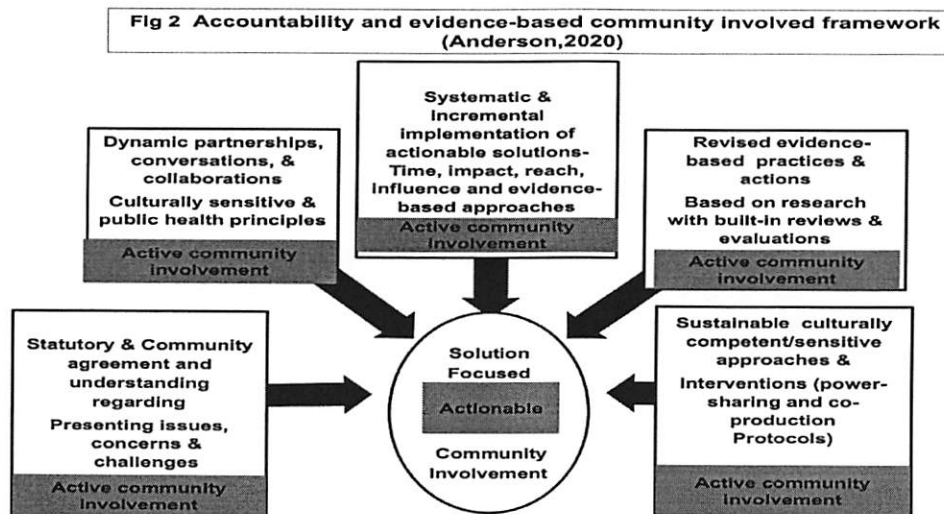 Fig 2 Accountability and evidence-based community involved framework
(Anderson,2020)
Systematic &
Incremental
implementation of
actionable solutions-
Time, impact, reach,
influence and evidence-
based approaches
Active community
involvement
Dynamic partnerships,
conversations, &
collaborations
Culturally sensitive &
public health principles
Active community
involvement
Revised evidence-
based practices &
actions
Based on research
with built-in reviews &
evaluations
Active community
involvement
Statutory & Community
agreement and
understanding
regarding
Presenting issues,
concerns &
challenges
Active community
involvement
Solution
Focused
Actionable
Community
Involvement
Sustainable culturally
competent/sensitive
approaches &
Interventions (power-
sharing and co-
production
Protocols)
Active community
involvement